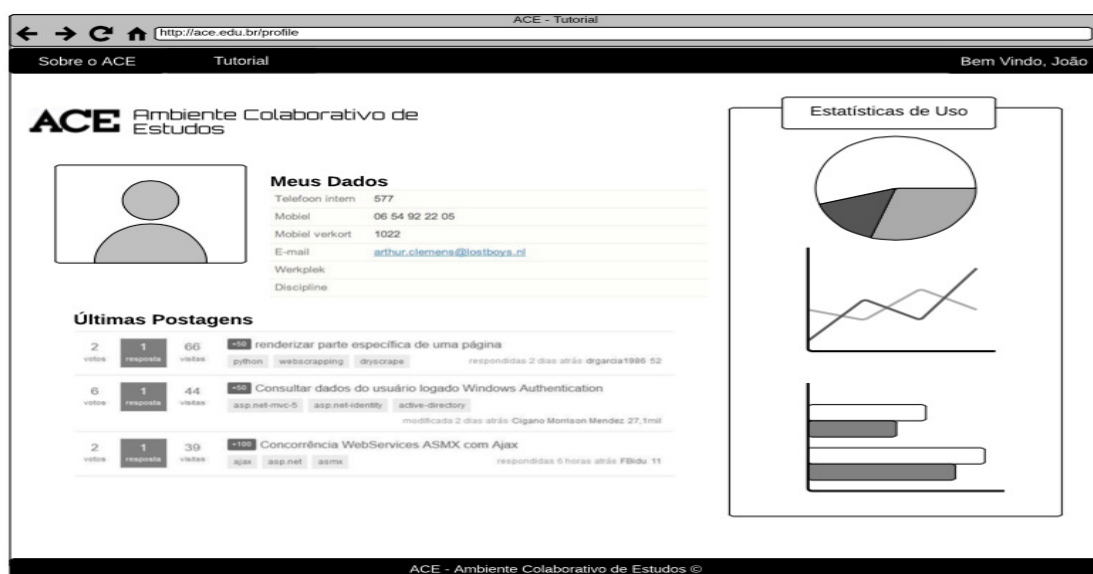 ACE - Tutorial
http://ace.edu.br/profile
Sobre o ACE Tutorial Bem Vindo, João
ACE Ambiente Colaborativo de
Estudos
Estatísticas de Uso
Meus Dados
Telefoon intern 577
Mobiel 06 54 92 22 05
Mobiel verkort 1022
E-mail arthur.clemens@lostboys.nl
Werkplek
Discipline
Últimas Postagens
2 1 66 +50 renderizar parte específica de uma página
votos resposta visitas python webscrapping dryscrape respondidas 2 dias atrás drgarcia1986 52
6 1 44 +50 Consultar dados do usuário logado Windows Authentication
votos resposta visitas asp.net-mvc-5 asp.net-identity active-directory
modificada 2 dias atrás Cigano Morrison Mendez 27,1mil
2 1 39 +100 Concorrência WebServices ASMX com Ajax
votos resposta visitas ajax asp.net asmx respondidas 6 horas atrás FBidu 11
ACE - Ambiente Colaborativo de Estudos ©